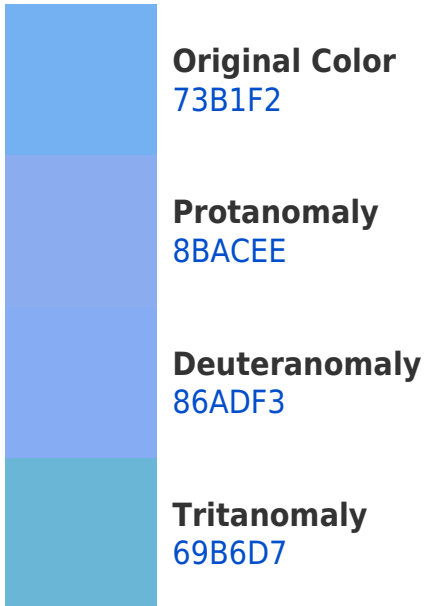 Original Color
73B1F2
Protanomaly
8BACEE
Deuteranomaly
86ADF3
Tritanomaly
69B6D7